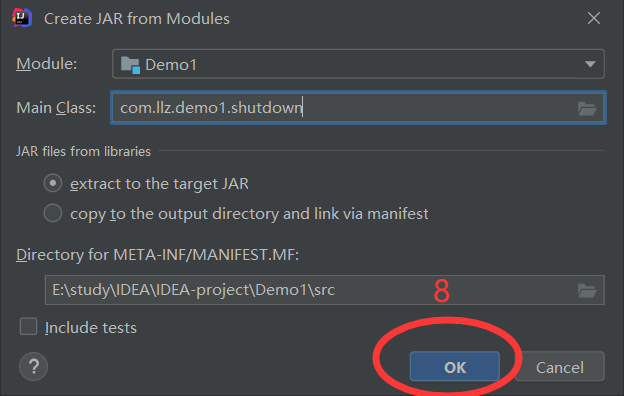 Create JAR from Modules
Module: Demo1
Main Class: com.llz.demo1.shutdown
JAR files from libraries
extract to the target JAR
copy to the output directory and link via manifest
Directory for META-INF/MANIFEST.MF:
E:\study\IDEA\IDEA-project\Demo1\src
8
Include tests
? OK Cancel